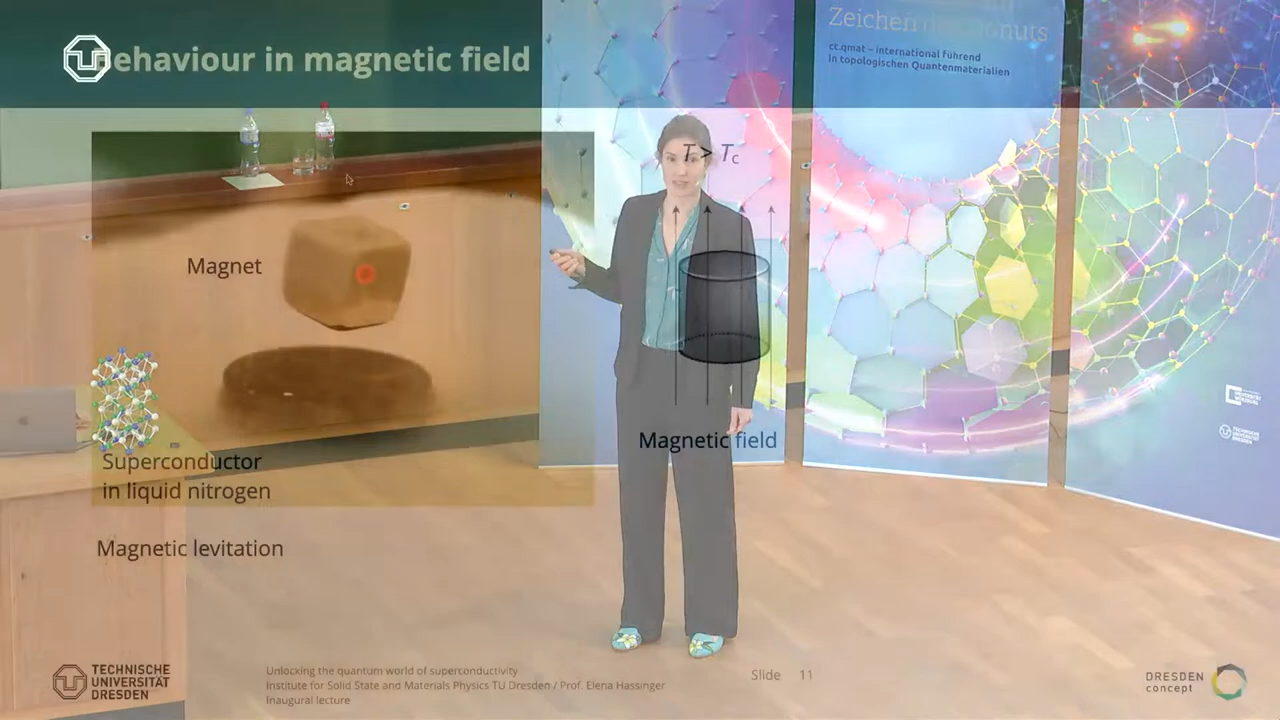 ehaviour in magnetic field
Zeichen
ct.qmat – international führend
in topologischen Quantenmaterialien
T > Tc
Magnet
Magnetic field
Superconductor
in liquid nitrogen
Magnetic levitation
TECHNISCHE
UNIVERSITÄT
DRESDEN
Unlocking the quantum world of superconductivity
Institute for Solid State and Materials Physics TU Dresden / Prof. Elena Hassinger
Inaugural lecture
Slide 11
DRESDEN
concept